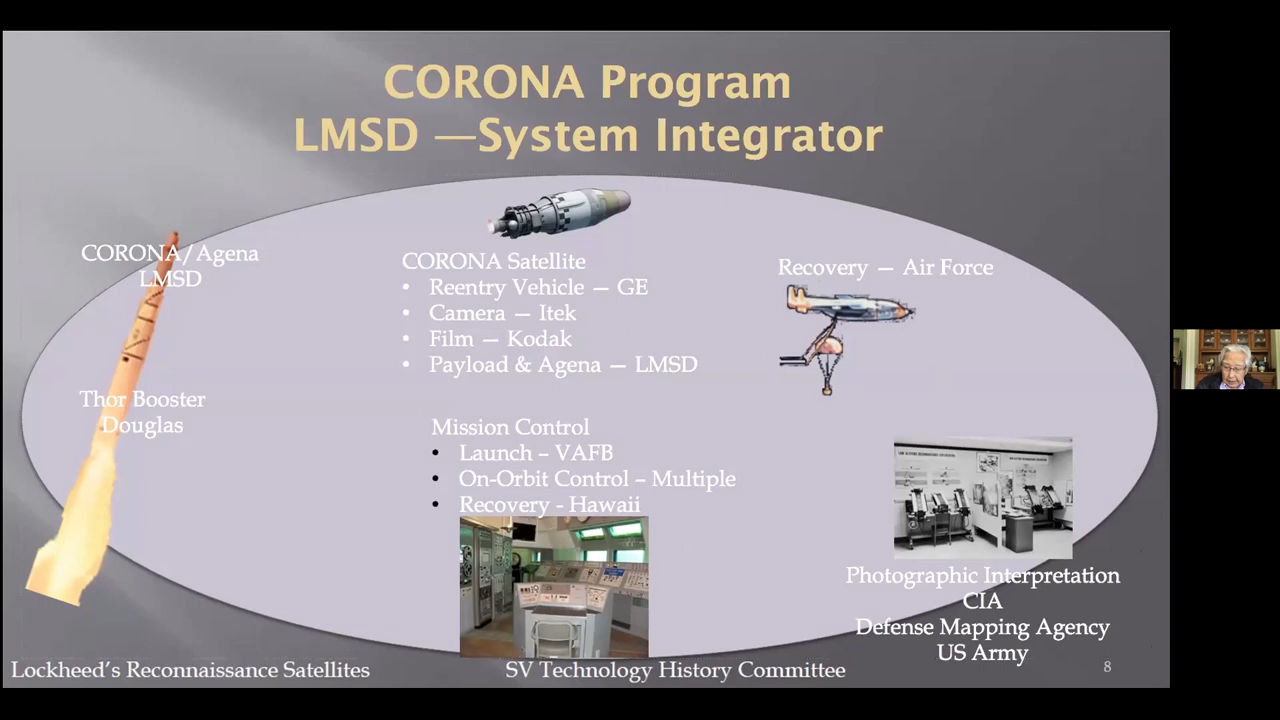 CORONA Program
LMSD —System Integrator
CORONA/Agena
LMSD
Thor Booster
Douglas
CORONA Satellite
• Reentry Vehicle — GE
• Camera — Itek
• Film — Kodak
• Payload & Agena — LMSD
Mission Control
• Launch – VAFB
• On-Orbit Control – Multiple
• Recovery - Hawaii
Recovery — Air Force
Photographic Interpretation
CIA
Defense Mapping Agency
US Army
Lockheed's Reconnaissance Satellites
SV Technology History Committee
8